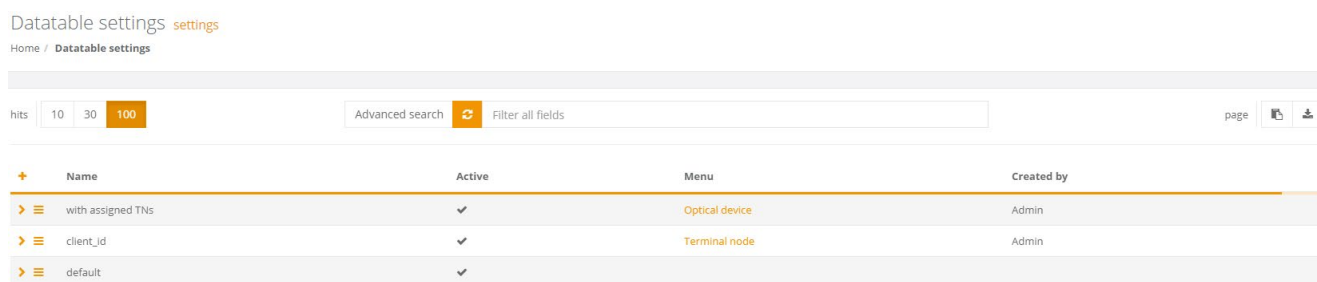 Datatable settings settings
Home / Datatable settings
hits 10 30 100 Advanced search Filter all fields page
Name Active Menu Created by
with assigned TNs Optical device Admin
client_id Terminal node Admin
default